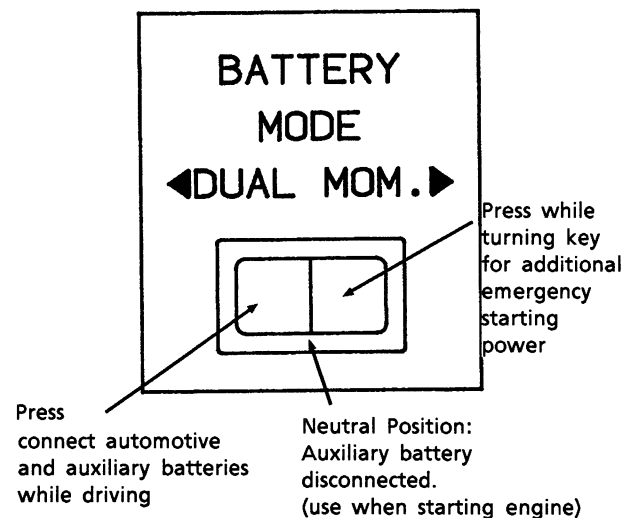 BATTERY
MODE
◀DUAL MOM.▶
Press while
turning key
for additional
emergency
starting
power
Press
connect automotive
and auxiliary batteries
while driving
Neutral Position:
Auxiliary battery
disconnected.
(use when starting engine)